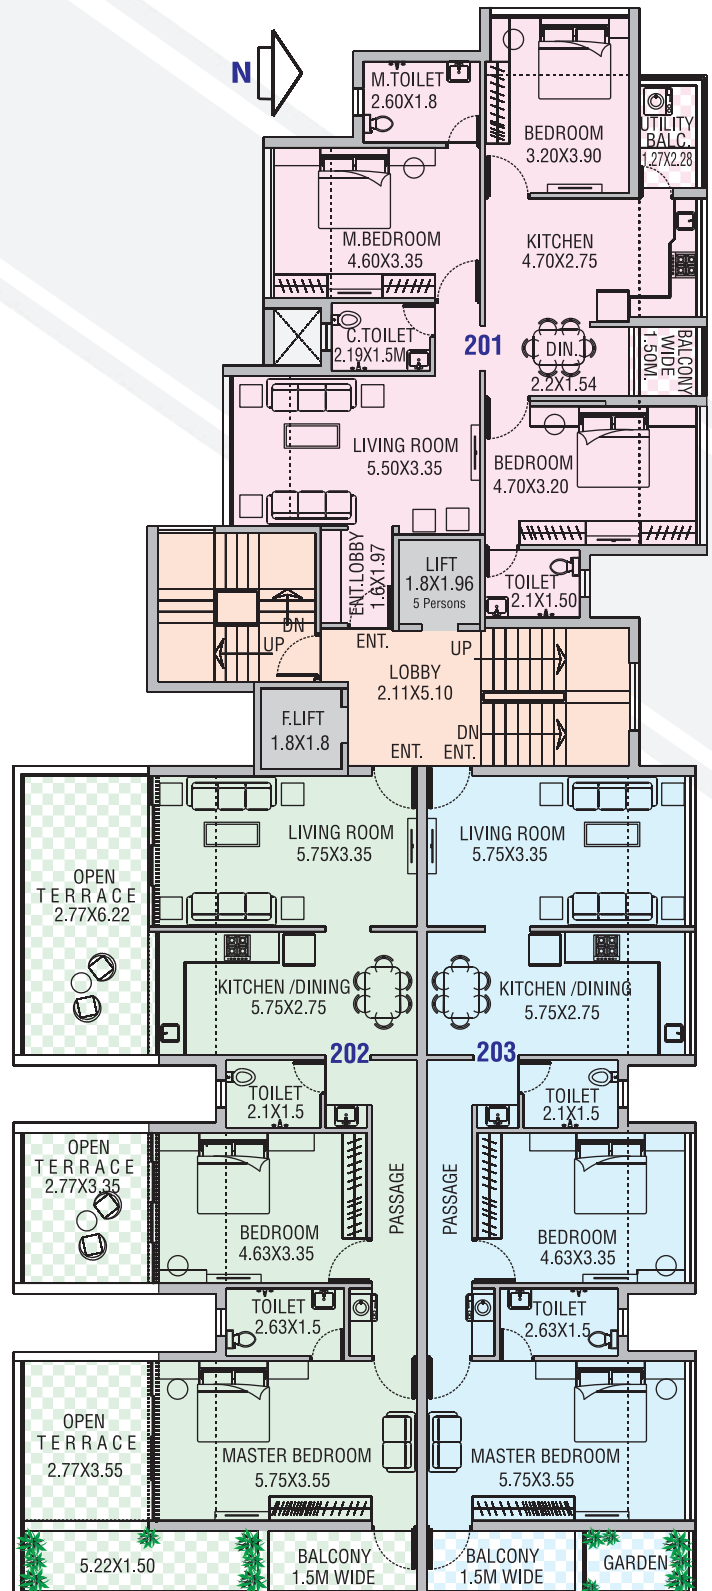 N
M.TOILET
2.60X1.8
BEDROOM
3.20X3.90
UTILITY
BALC.
1.27X2.28
M.BEDROOM
4.60X3.35
KITCHEN
4.70X2.75
C.TOILET
2.19X1.5M
201
DIN.
2.2X1.54
BALCONY
WIDE
1.50M.
LIVING ROOM
5.50X3.35
BEDROOM
4.70X3.20
ENT.LOBBY
1.6X1.97
LIFT
1.8X1.96
5 Persons
TOILET
2.1X1.50
DN
UP
ENT.
UP
LOBBY
2.11X5.10
F.LIFT
1.8X1.8
DN
ENT.
ENT.
LIVING ROOM
5.75X3.35
LIVING ROOM
5.75X3.35
OPEN
TERRACE
2.77X6.22
KITCHEN /DINING
5.75X2.75
KITCHEN /DINING
5.75X2.75
202
203
TOILET
2.1X1.5
TOILET
2.1X1.5
OPEN
TERRACE
2.77X3.35
PASSAGE
PASSAGE
BEDROOM
4.63X3.35
BEDROOM
4.63X3.35
TOILET
2.63X1.5
TOILET
2.63X1.5
OPEN
TERRACE
2.77X3.55
MASTER BEDROOM
5.75X3.55
MASTER BEDROOM
5.75X3.55
5.22X1.50
BALCONY
1.5M WIDE
BALCONY
1.5M WIDE
GARDEN